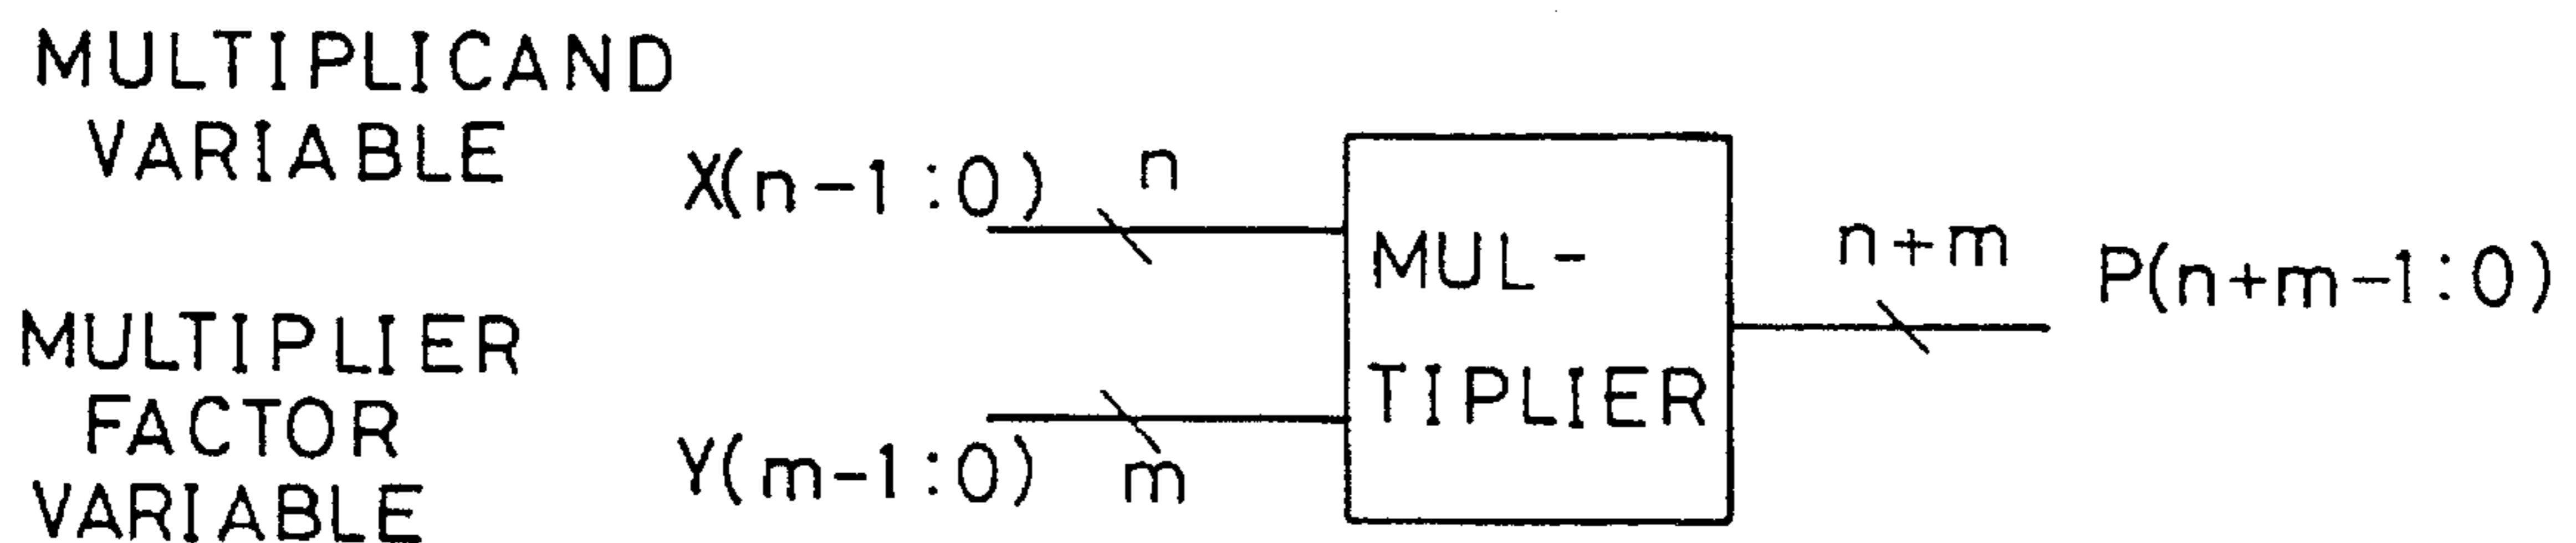 MULTIPLICAND
VARIABLE
X(n-1:0)
n
MULTIPLIER
FACTOR
VARIABLE
Y(m-1:0)
m
MUL-
TIPLIER
n+m
P(n+m-1:0)